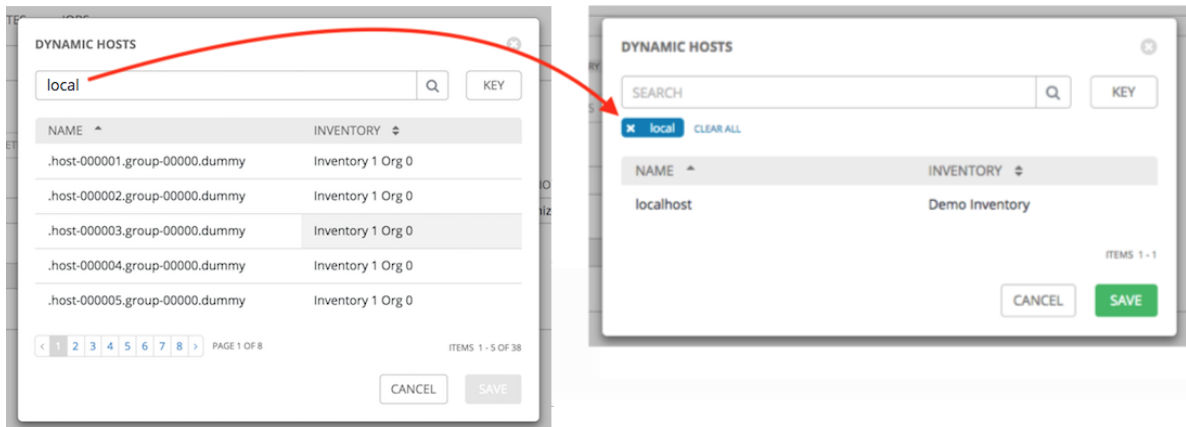 TES JOBS
DYNAMIC HOSTS
local
KEY
NAME INVENTORY
.host-000001.group-00000.dummy Inventory 1 Org 0
.host-000002.group-00000.dummy Inventory 1 Org 0
.host-000003.group-00000.dummy Inventory 1 Org 0
.host-000004.group-00000.dummy Inventory 1 Org 0
.host-000005.group-00000.dummy Inventory 1 Org 0
< 1 2 3 4 5 6 7 8 > PAGE 1 OF 8 ITEMS 1 - 5 OF 38
CANCEL SAVE
DYNAMIC HOSTS
SEARCH KEY
local CLEAR ALL
NAME INVENTORY
localhost Demo Inventory
ITEMS 1 - 1
CANCEL SAVE